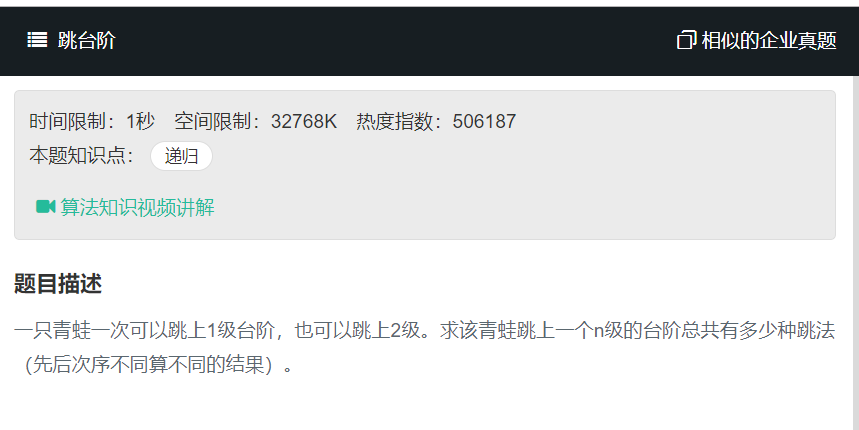 跳台阶 相似的企业真题
时间限制：1秒 空间限制：32768K 热度指数：506187
本题知识点： 递归
算法知识视频讲解
题目描述
一只青蛙一次可以跳上1级台阶，也可以跳上2级。求该青蛙跳上一个n级的台阶总共有多少种跳法
（先后次序不同算不同的结果）。